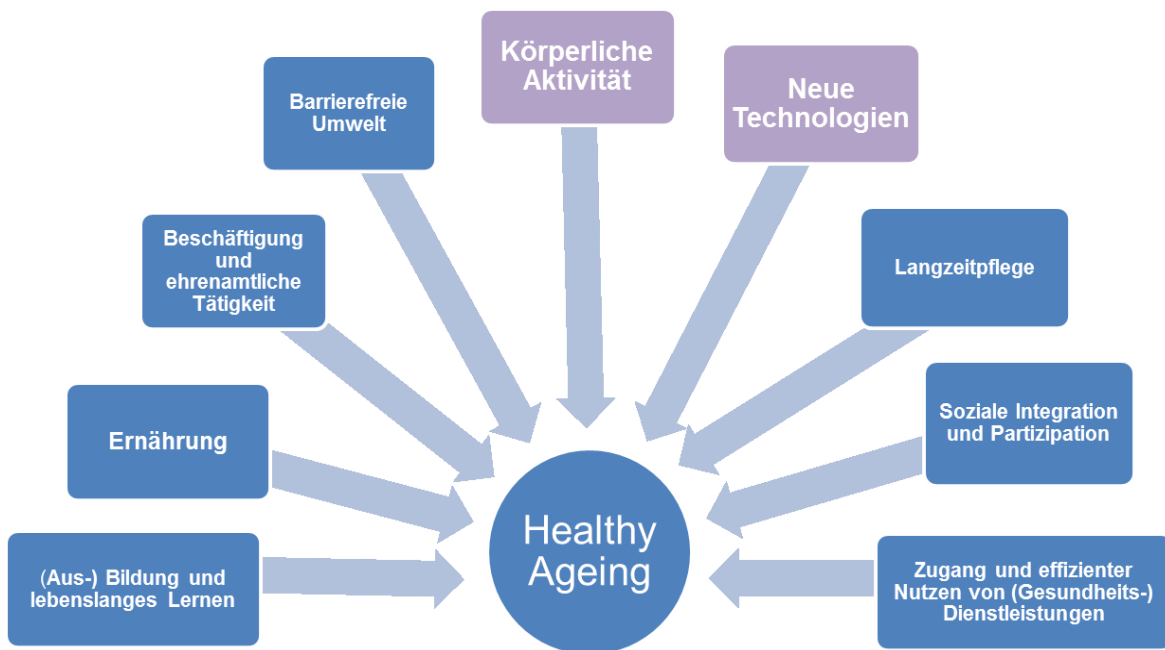 Körperliche
Aktivität
Neue
Technologien
Barrierefreie
Umwelt
Beschäftigung
und
ehrenamtliche
Tätigkeit
Langzeitpflege
Ernährung
Soziale Integration
und Partizipation
(Aus-) Bildung und
lebenslanges Lernen
Healthy
Ageing
Zugang und effizienter
Nutzen von (Gesundheits-)
Dienstleistungen